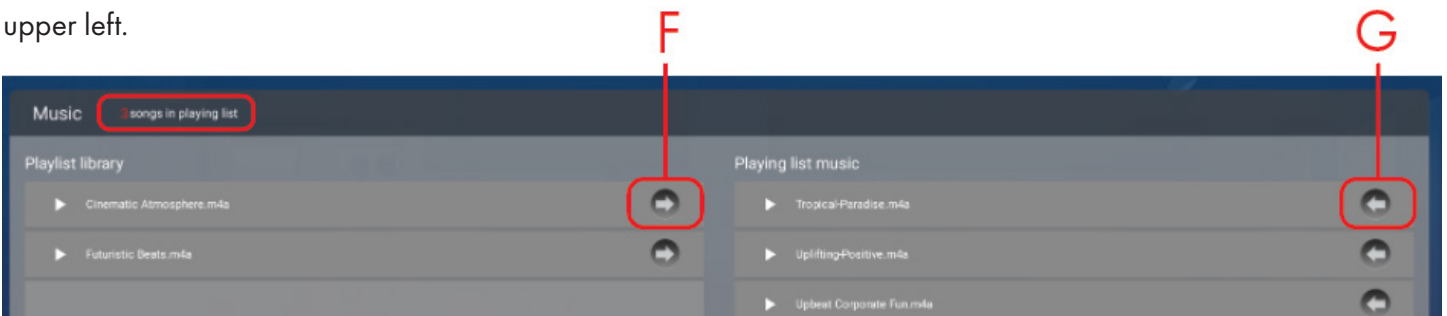 upper left.
F
G
Music 3 songs in playing list
Playlist library
Playing list music
Cinematic Atmosphere.m4a
Tropical-Paradise.m4a
Futuristic Beats.m4a
Uplifting-Positive.m4a
Upbeat Corporate Fun.m4a